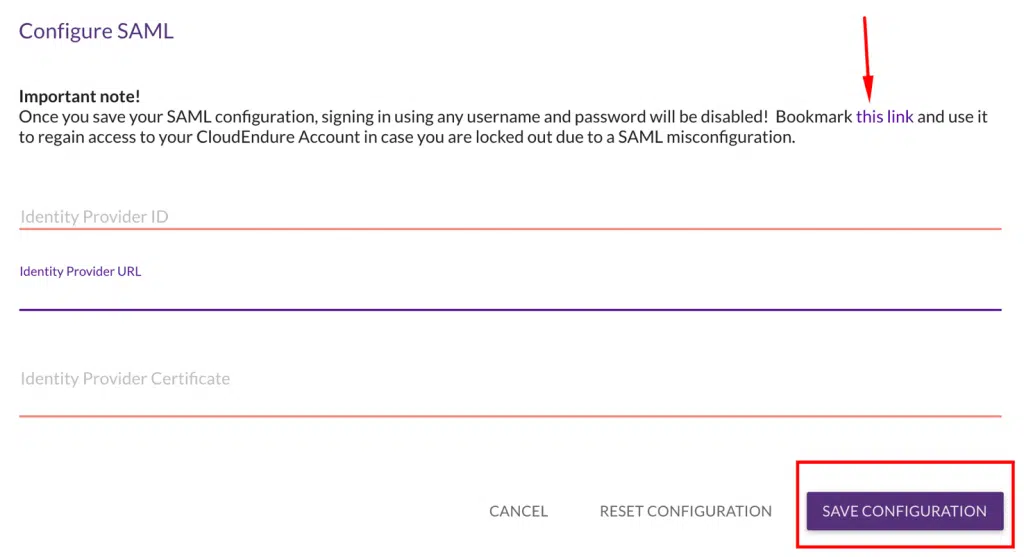 Configure SAML
Important note!
Once you save your SAML configuration, signing in using any username and password will be disabled!  Bookmark this link and use it
to regain access to your CloudEndure Account in case you are locked out due to a SAML misconfiguration.
Identity Provider ID
Identity Provider URL
Identity Provider Certificate
CANCEL RESET CONFIGURATION SAVE CONFIGURATION